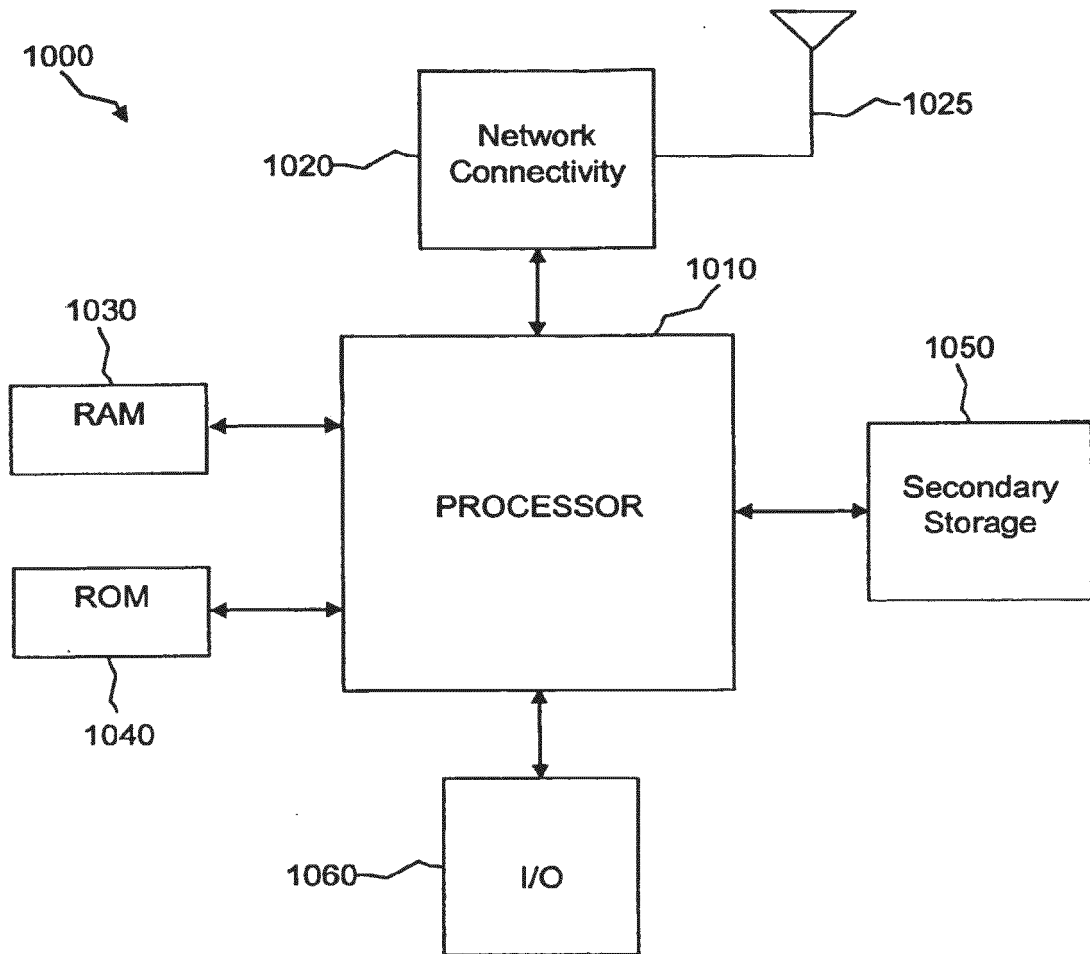 1000
1025
Network
Connectivity
1020
1010
1030
1050
RAM
Secondary
Storage
PROCESSOR
ROM
1040
1060
I/O